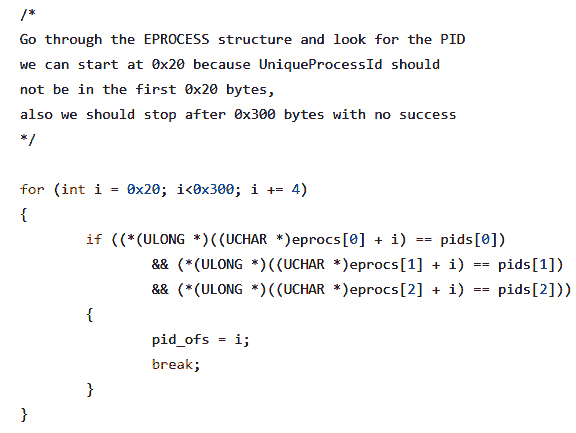 /*
Go through the EPROCESS structure and look for the PID
we can start at 0x20 because UniqueProcessId should
not be in the first 0x20 bytes,
also we should stop after 0x300 bytes with no success
*/

for (int i = 0x20; i<0x300; i += 4)
{
        if ((*(ULONG *)((UCHAR *)eprocs[0] + i) == pids[0])
                && (*(ULONG *)((UCHAR *)eprocs[1] + i) == pids[1])
                && (*(ULONG *)((UCHAR *)eprocs[2] + i) == pids[2]))
        {
                pid_ofs = i;
                break;
        }
}